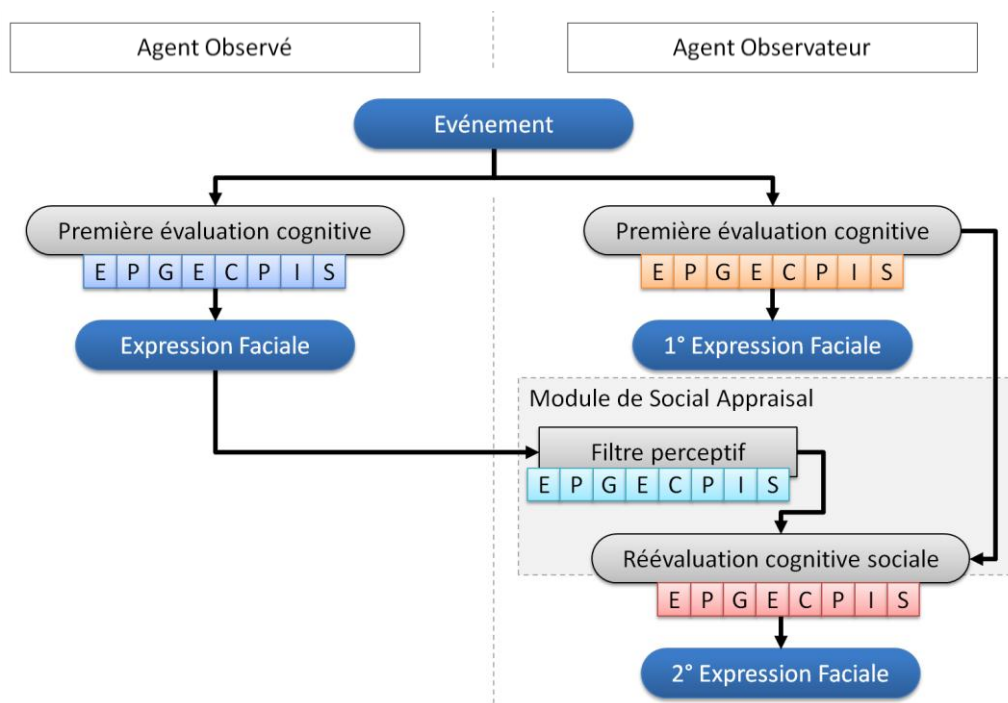 Agent Observé
Agent Observateur
Evénement
Première évaluation cognitive
E P G E C P I S
Expression Faciale
Première évaluation cognitive
E P G E C P I S
1° Expression Faciale
Module de Social Appraisal
Filtre perceptif
E P G E C P I S
Réévaluation cognitive sociale
E P G E C P I S
2° Expression Faciale